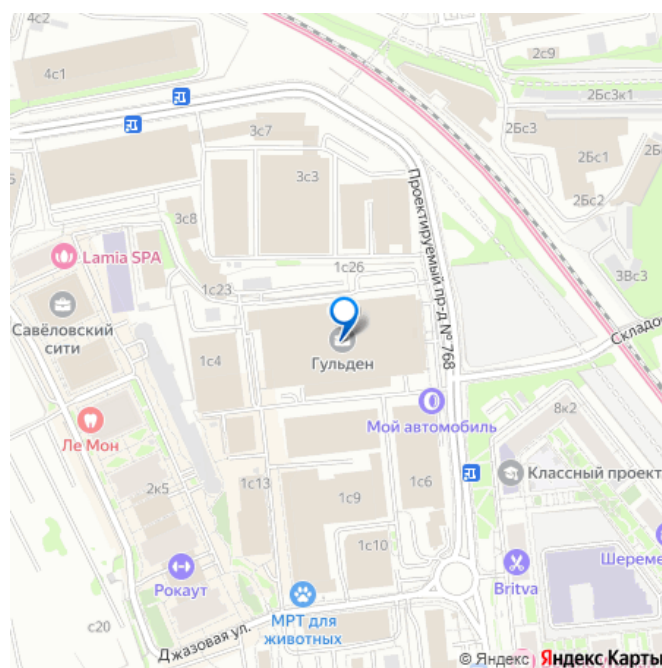 4с2
2с9
4с1
2Бс3к1
3с7
2Бс3
2Бс1
3с3
2Бс2
3с8
Проектируемый пр-д № 768
Lamia SPA
1с26
3Вс3
1с23
Савёловский
сити
Складо
1с4
Гульден
Мой автомобиль
8к2
Ле Мон
2к5
1с13
1с9
1с6
Классный проект
1с10
Рокаут
Britva
Шереме
МРТ для
животных
Джазовая ул.
с20
© Яндекс Яндекс Карты